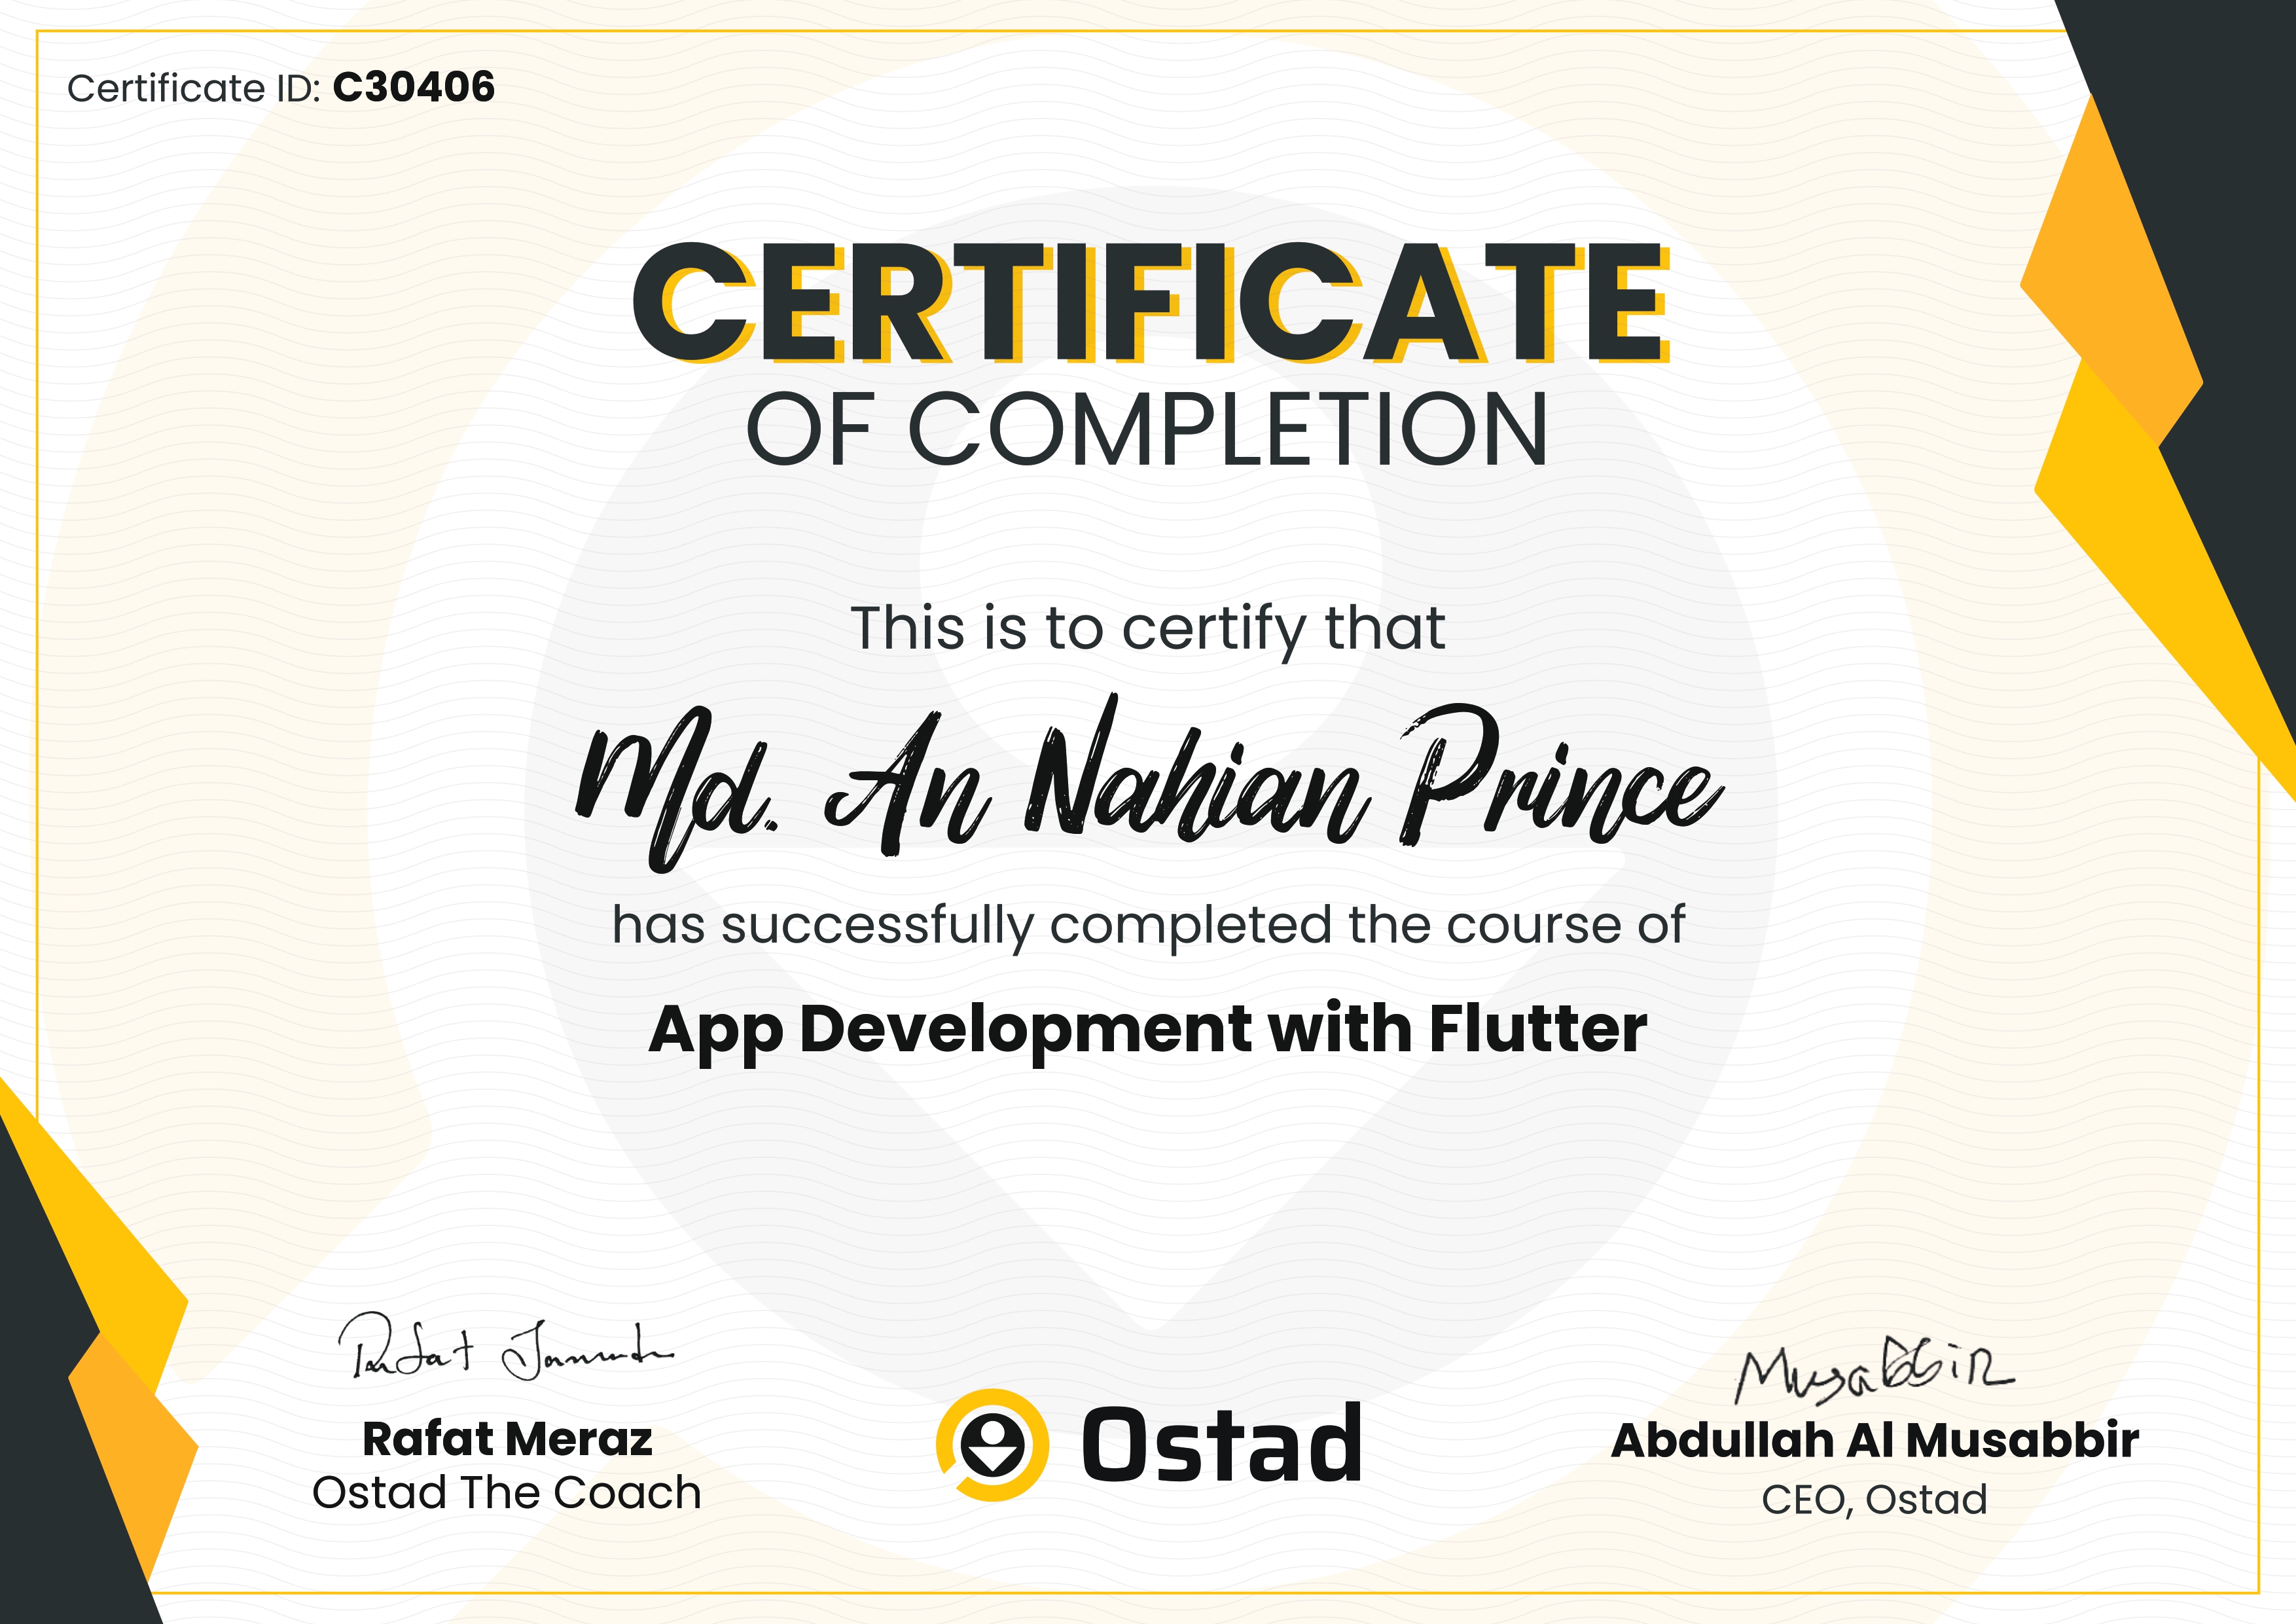 Certificate ID: C30406
CERTIFICATE
OF COMPLETION
This is to certify that
Md. An Nahian Prince
has successfully completed the course of
App Development with Flutter
Rafat Meraz
Ostad The Coach
Ostad
Musabbir
Abdullah Al Musabbir
CEO, Ostad